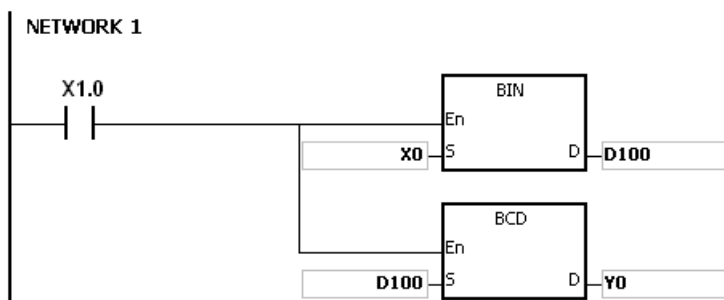 NETWORK 1
X1.0
BIN
En
X0 S D D100
BCD
En
D100 S D Y0